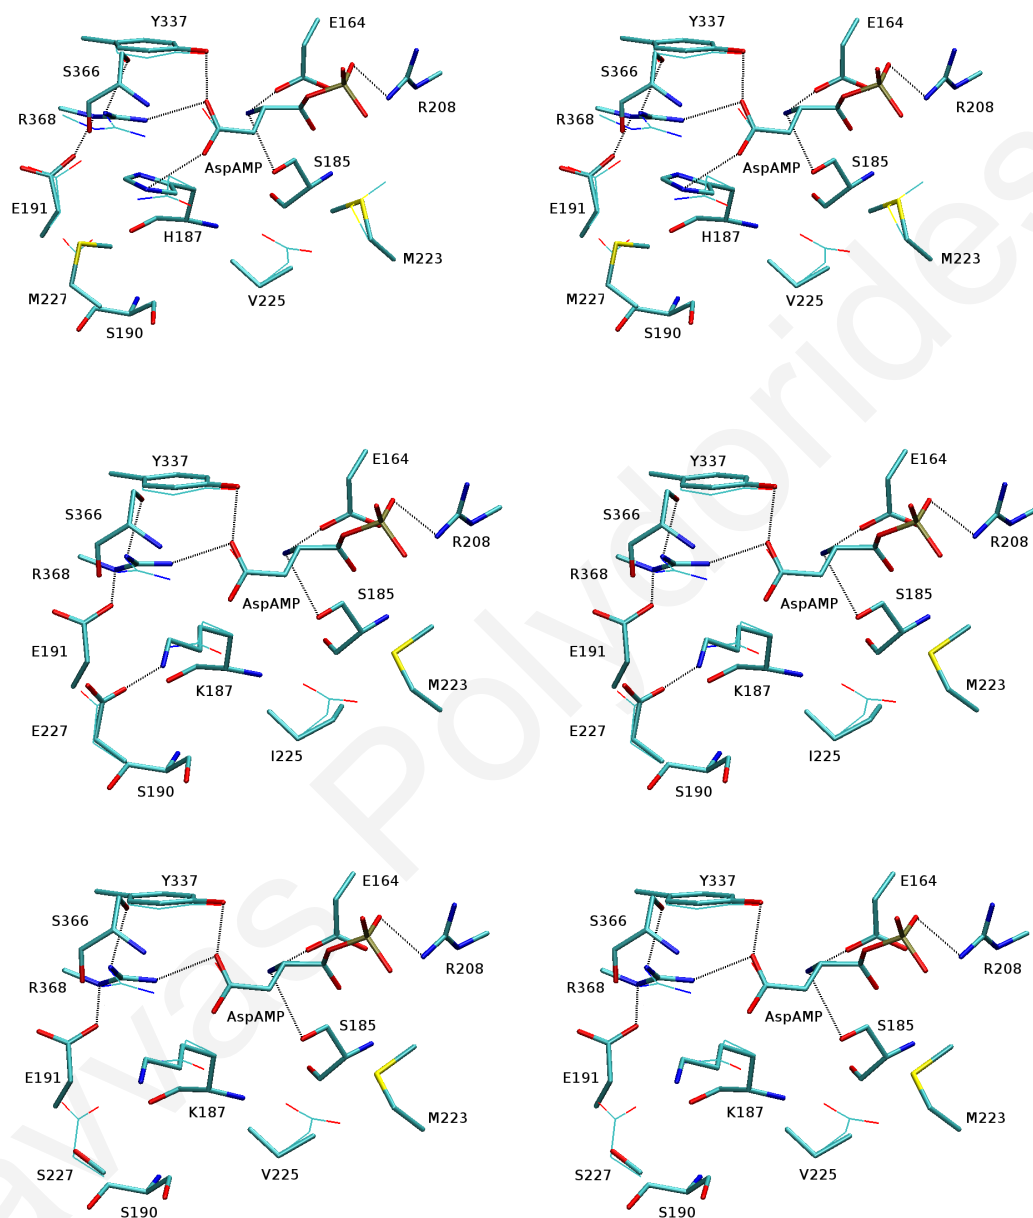 Y337 E164 Y337 E164
S366 S366
R208 R208
R368 R368
AspAMP S185 AspAMP S185
E191 H187 E191 H187
M223 M223
M227 V225 M227 V225
S190 S190
Y337 E164 Y337 E164
S366 S366
R208 R208
R368 R368
AspAMP S185 AspAMP S185
E191 K187 M223 E191 K187 M223
E227 I225 E227 I225
S190 S190
Y337 E164 Y337 E164
S366 S366
R208 R208
R368 R368
AspAMP S185 AspAMP S185
E191 E191
K187 M223 K187 M223
S227 V225 S227 V225
S190 S190
avvas Polydorides